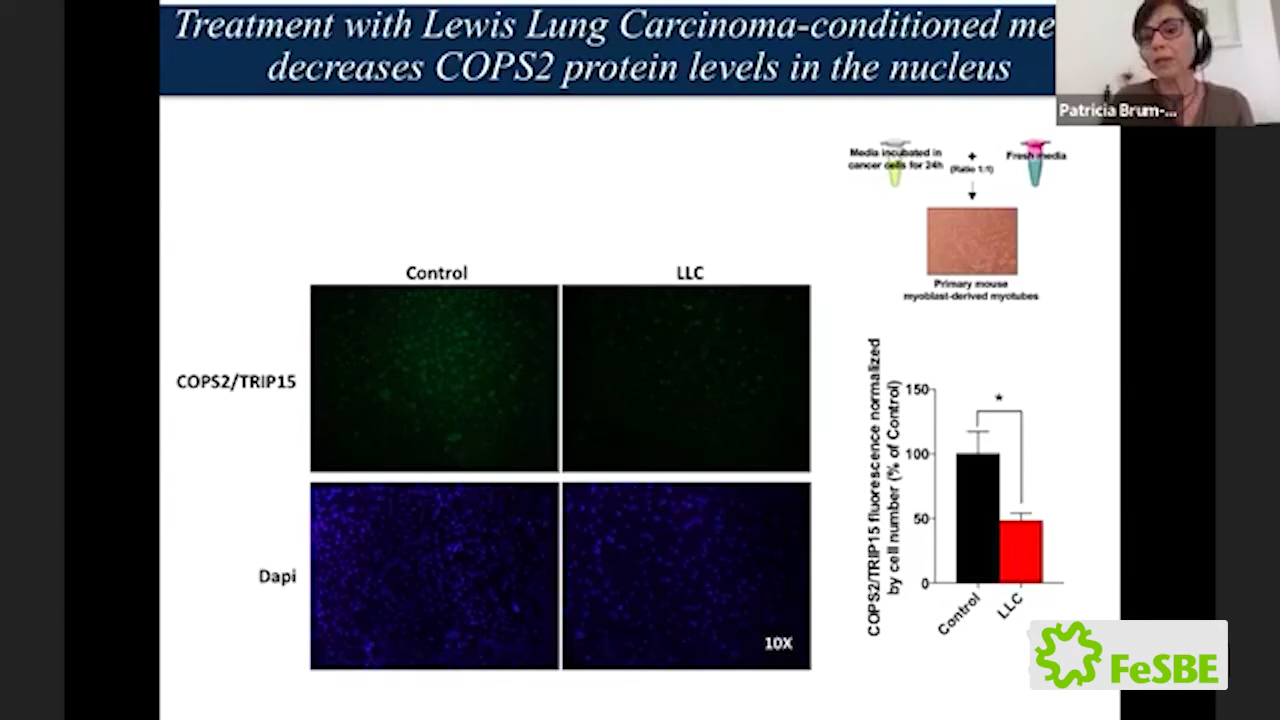 Treatment with Lewis Lung Carcinoma-conditioned me
decreases COPS2 protein levels in the nucleus
Patricia Brum-...
Media incubated in
cancer cells for 24h
+
(Ratio 1:1)
Fresh media
Primary mouse
myoblast-derived myotubes
Control
LLC
COPS2/TRIP15
Dapi
10X
COPS2/TRIP15 fluorescence normalized
by cell number (% of Control)
150
100
50
0
*
Control
LLC
FeSBE